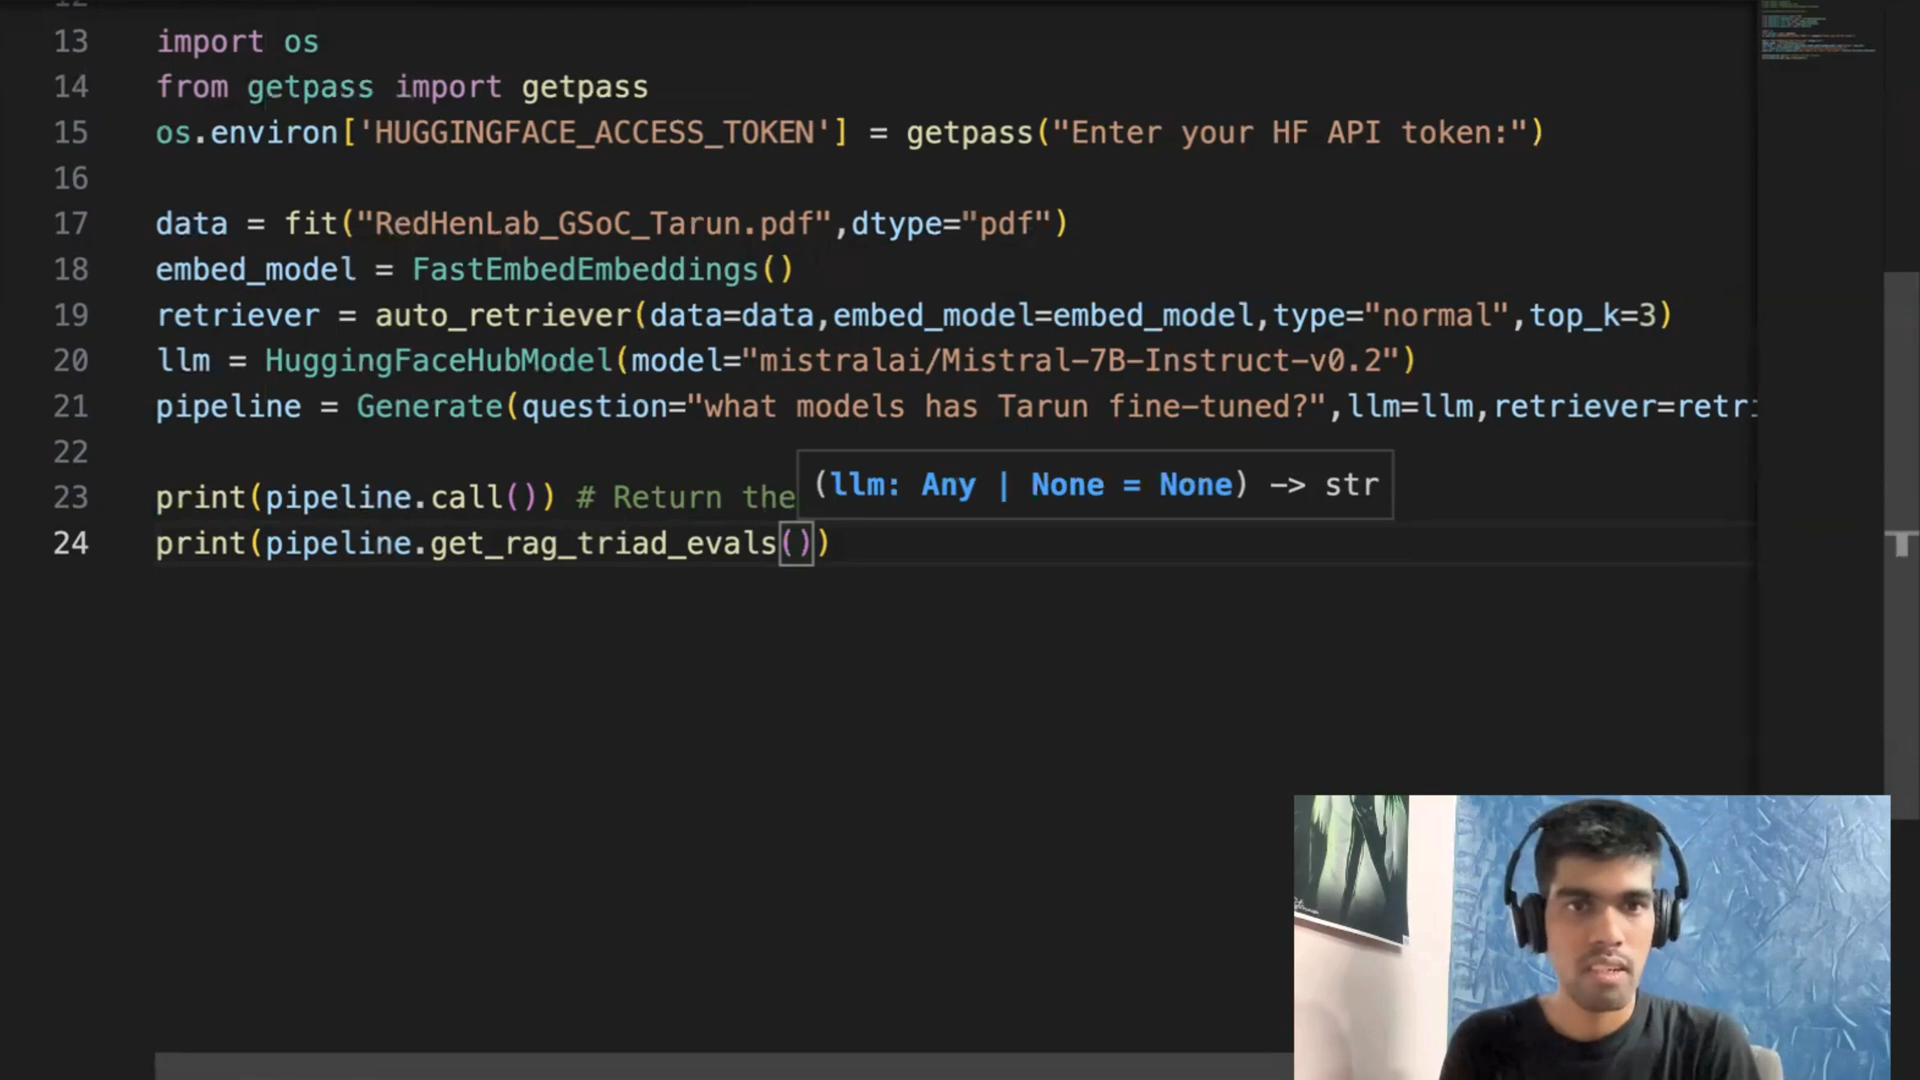 13 import os
14 from getpass import getpass
15 os.environ['HUGGINGFACE_ACCESS_TOKEN'] = getpass("Enter your HF API token:")
16
17 data = fit("RedHenLab_GSoC_Tarun.pdf",dtype="pdf")
18 embed_model = FastEmbedEmbeddings()
19 retriever = auto_retriever(data=data,embed_model=embed_model,type="normal",top_k=3)
20 llm = HuggingFaceHubModel(model="mistralai/Mistral-7B-Instruct-v0.2")
21 pipeline = Generate(question="what models has Tarun fine-tuned?",llm=llm,retriever=retri
22
(llm: Any | None = None) -> str
23 print(pipeline.call()) # Return the
24 print(pipeline.get_rag_triad_evals())